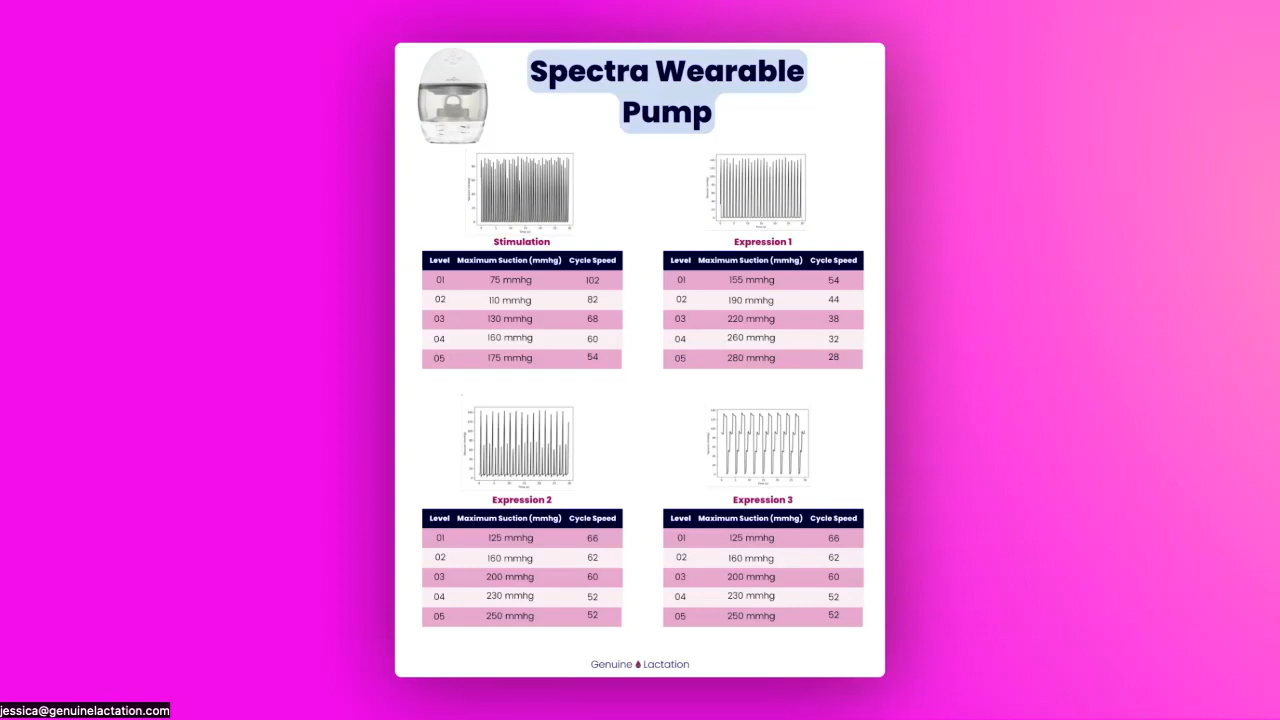 Spectra Wearable
Pump
Stimulation
Level Maximum Suction (mmhg) Cycle Speed
01 75 mmhg 102
02 110 mmhg 82
03 130 mmhg 68
04 160 mmhg 60
05 175 mmhg 54
Expression 1
Level Maximum Suction (mmhg) Cycle Speed
01 155 mmhg 54
02 190 mmhg 44
03 220 mmhg 38
04 260 mmhg 32
05 280 mmhg 28
Expression 2
Level Maximum Suction (mmhg) Cycle Speed
01 125 mmhg 66
02 160 mmhg 62
03 200 mmhg 60
04 230 mmhg 52
05 250 mmhg 52
Expression 3
Level Maximum Suction (mmhg) Cycle Speed
01 125 mmhg 66
02 160 mmhg 62
03 200 mmhg 60
04 230 mmhg 52
05 250 mmhg 52
Genuine Lactation
jessica@genuinelactation.com